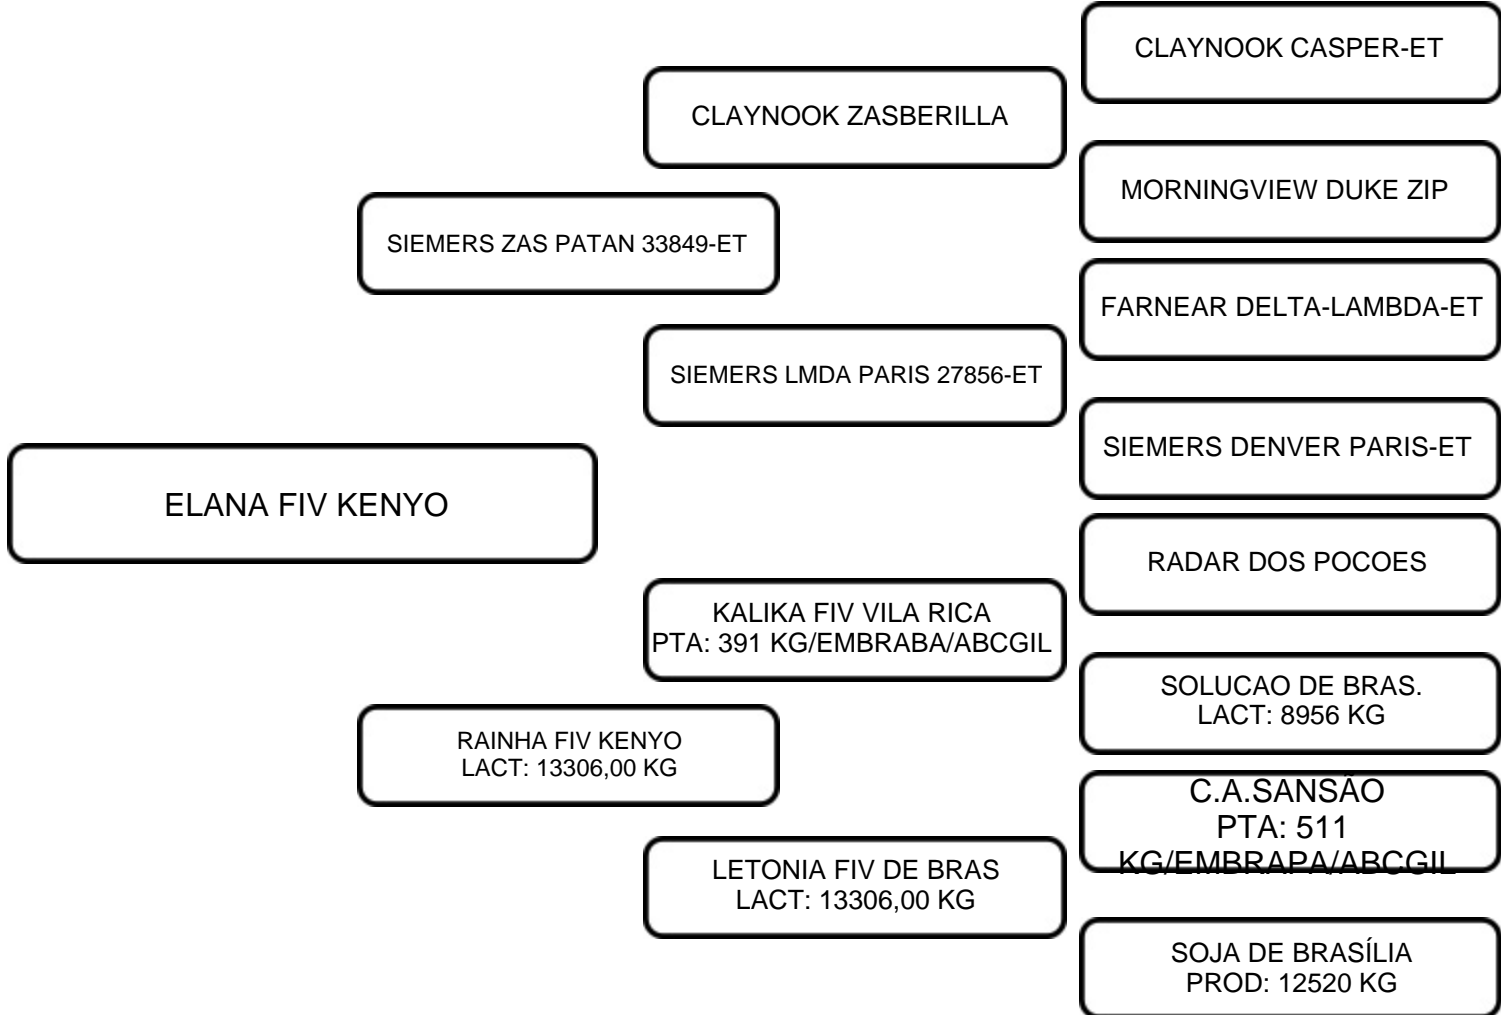 CLAYNOOK CASPER-ET
CLAYNOOK ZASBERILLA
MORNINGVIEW DUKE ZIP
SIEMERS ZAS PATAN 33849-ET
FARNEAR DELTA-LAMBDA-ET
SIEMERS LMDA PARIS 27856-ET
SIEMERS DENVER PARIS-ET
ELANA FIV KENYO
RADAR DOS POCOES
KALIKA FIV VILA RICA
PTA: 391 KG/EMBRABA/ABCGIL
SOLUCAO DE BRAS.
LACT: 8956 KG
RAINHA FIV KENYO
LACT: 13306,00 KG
C.A.SANSÃO
PTA: 511
KG/EMBRAPA/ABCGIL
LETONIA FIV DE BRAS
LACT: 13306,00 KG
SOJA DE BRASÍLIA
PROD: 12520 KG